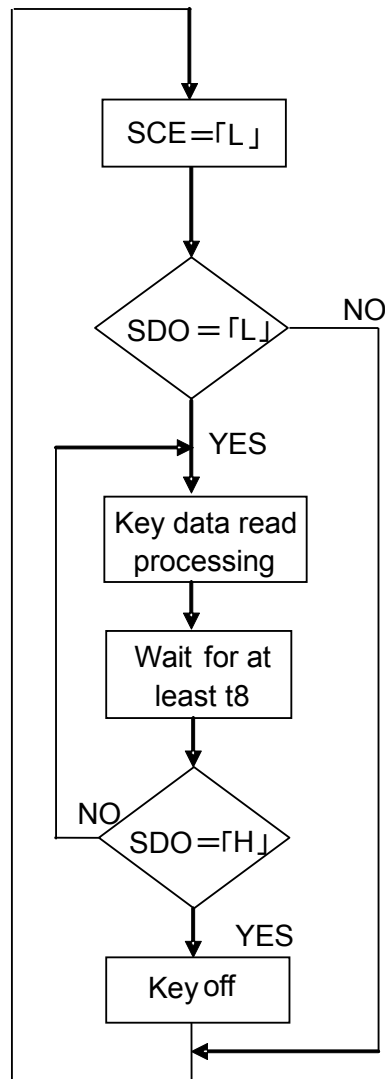 SCE=「L」
SDO=「L」
NO
YES
Key data read
processing
Wait for at
least t8
NO
SDO=「H」
YES
Key off